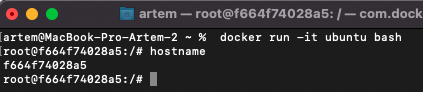 artem — root@f664f74028a5: / — com.dock
[artem@MacBook-Pro-Artem-2 ~ %  docker run -it ubuntu bash
[root@f664f74028a5:/# hostname
f664f74028a5
root@f664f74028a5:/#